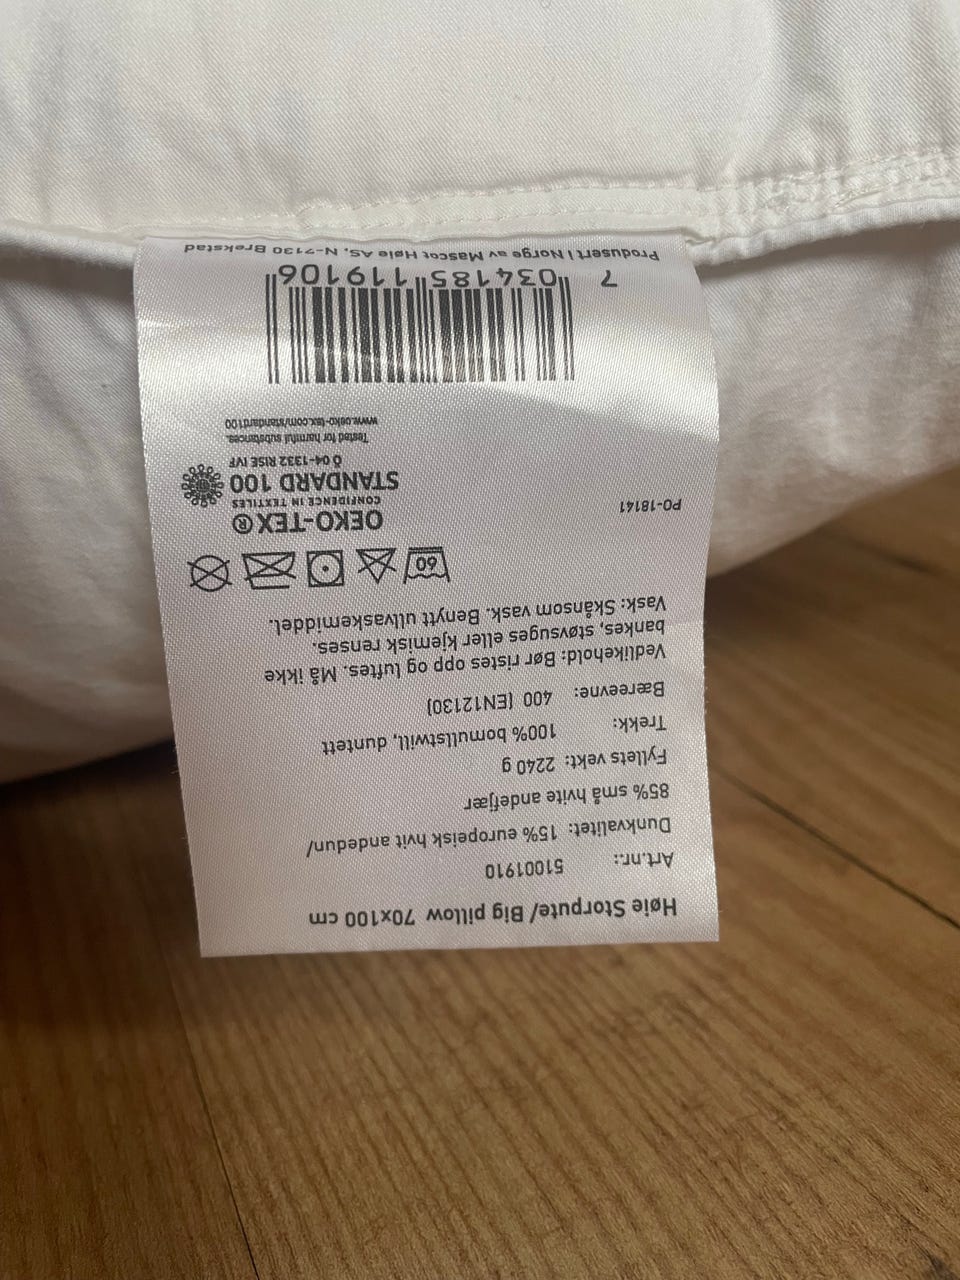 Høie Storpute/ Big pillow 70x100 cm
Art.nr.: 51001910
Dunkvalitet: 15% europeisk hvit andedun/
85% små hvite andefjær
Fyllets vekt: 2240 g
Trekk: 100% bomullstwill, duntett
Bæreevne: 400 (EN12130)
Vedlikehold: Bør ristes opp og luftes. Må ikke
bankes, støvsuges eller kjemisk renses.
Vask: Skånsom vask. Benytt ullvaskemiddel.
60
OEKO-TEX®
CONFIDENCE IN TEXTILES
STANDARD 100
Ö 04-1332 RISE IVF
Tested for harmful substances.
www.oeko-tex.com/standard100
PO-18141
7 034185 119106
Produsert i Norge av Mascot Høie AS, N-7130 Brekstad